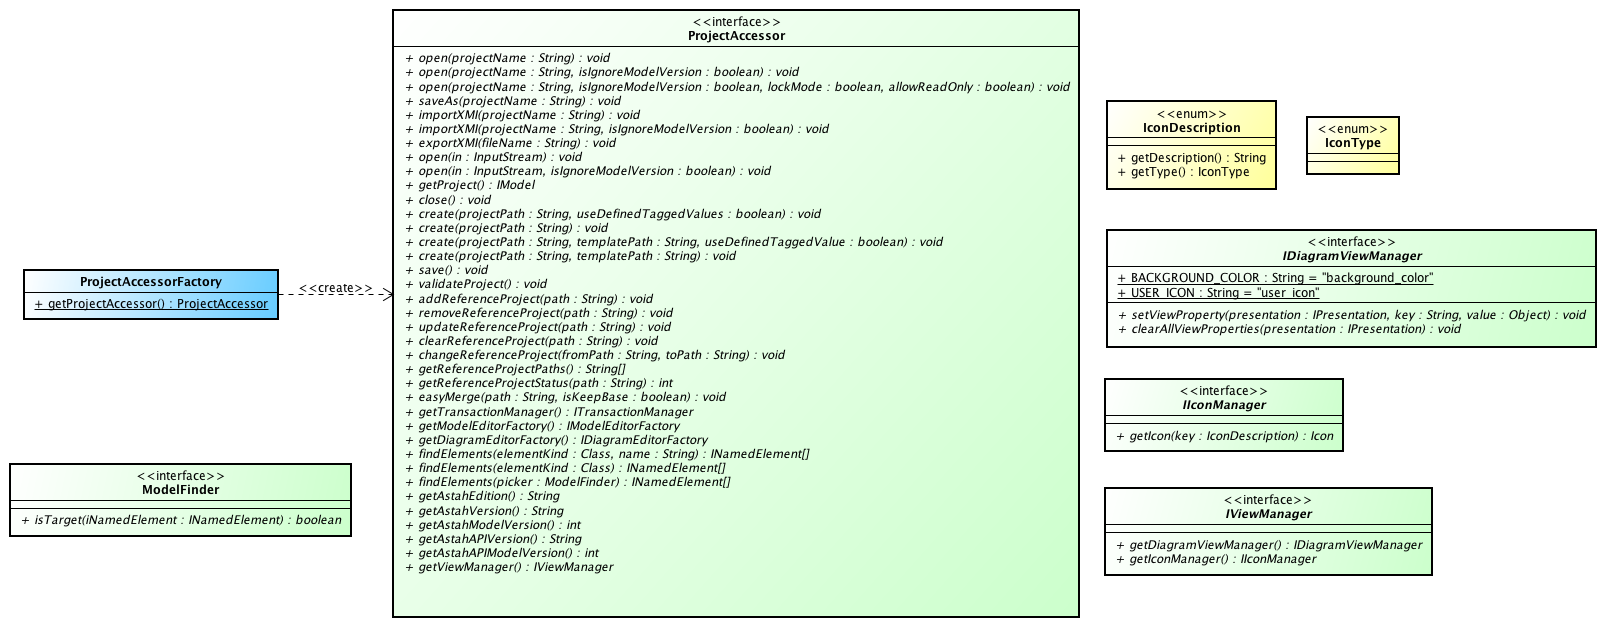 <<interface>>
ProjectAccessor
+ open(projectName : String) : void
+ open(projectName : String, isIgnoreModelVersion : boolean) : void
+ open(projectName : String, isIgnoreModelVersion : boolean, lockMode : boolean, allowReadOnly : boolean) : void
+ saveAs(projectName : String) : void
+ importXMI(projectName : String) : void
+ importXMI(projectName : String, isIgnoreModelVersion : boolean) : void
+ exportXMI(fileName : String) : void
+ open(in : InputStream) : void
+ open(in : InputStream, isIgnoreModelVersion : boolean) : void
+ getProject() : IModel
+ close() : void
+ create(projectPath : String, useDefinedTaggedValues : boolean) : void
+ create(projectPath : String) : void
+ create(projectPath : String, templatePath : String, useDefinedTaggedValue : boolean) : void
+ create(projectPath : String, templatePath : String) : void
+ save() : void
+ validateProject() : void
+ addReferenceProject(path : String) : void
+ removeReferenceProject(path : String) : void
+ updateReferenceProject(path : String) : void
+ clearReferenceProject(path : String) : void
+ changeReferenceProject(fromPath : String, toPath : String) : void
+ getReferenceProjectPaths() : String[]
+ getReferenceProjectStatus(path : String) : int
+ easyMerge(path : String, isKeepBase : boolean) : void
+ getTransactionManager() : ITransactionManager
+ getModelEditorFactory() : IModelEditorFactory
+ getDiagramEditorFactory() : IDiagramEditorFactory
+ findElements(elementKind : Class, name : String) : INamedElement[]
+ findElements(elementKind : Class) : INamedElement[]
+ findElements(picker : ModelFinder) : INamedElement[]
+ getAstahEdition() : String
+ getAstahVersion() : String
+ getAstahModelVersion() : int
+ getAstahAPIVersion() : String
+ getAstahAPIModelVersion() : int
+ getViewManager() : IViewManager
ProjectAccessorFactory
+ getProjectAccessor() : ProjectAccessor
<<create>>
<<interface>>
ModelFinder
+ isTarget(iNamedElement : INamedElement) : boolean
<<enum>>
IconDescription
+ getDescription() : String
+ getType() : IconType
<<enum>>
IconType
<<interface>>
IDiagramViewManager
+ BACKGROUND_COLOR : String = "background_color"
+ USER_ICON : String = "user_icon"
+ setViewProperty(presentation : IPresentation, key : String, value : Object) : void
+ clearAllViewProperties(presentation : IPresentation) : void
<<interface>>
IIconManager
+ getIcon(key : IconDescription) : Icon
<<interface>>
IViewManager
+ getDiagramViewManager() : IDiagramViewManager
+ getIconManager() : IIconManager